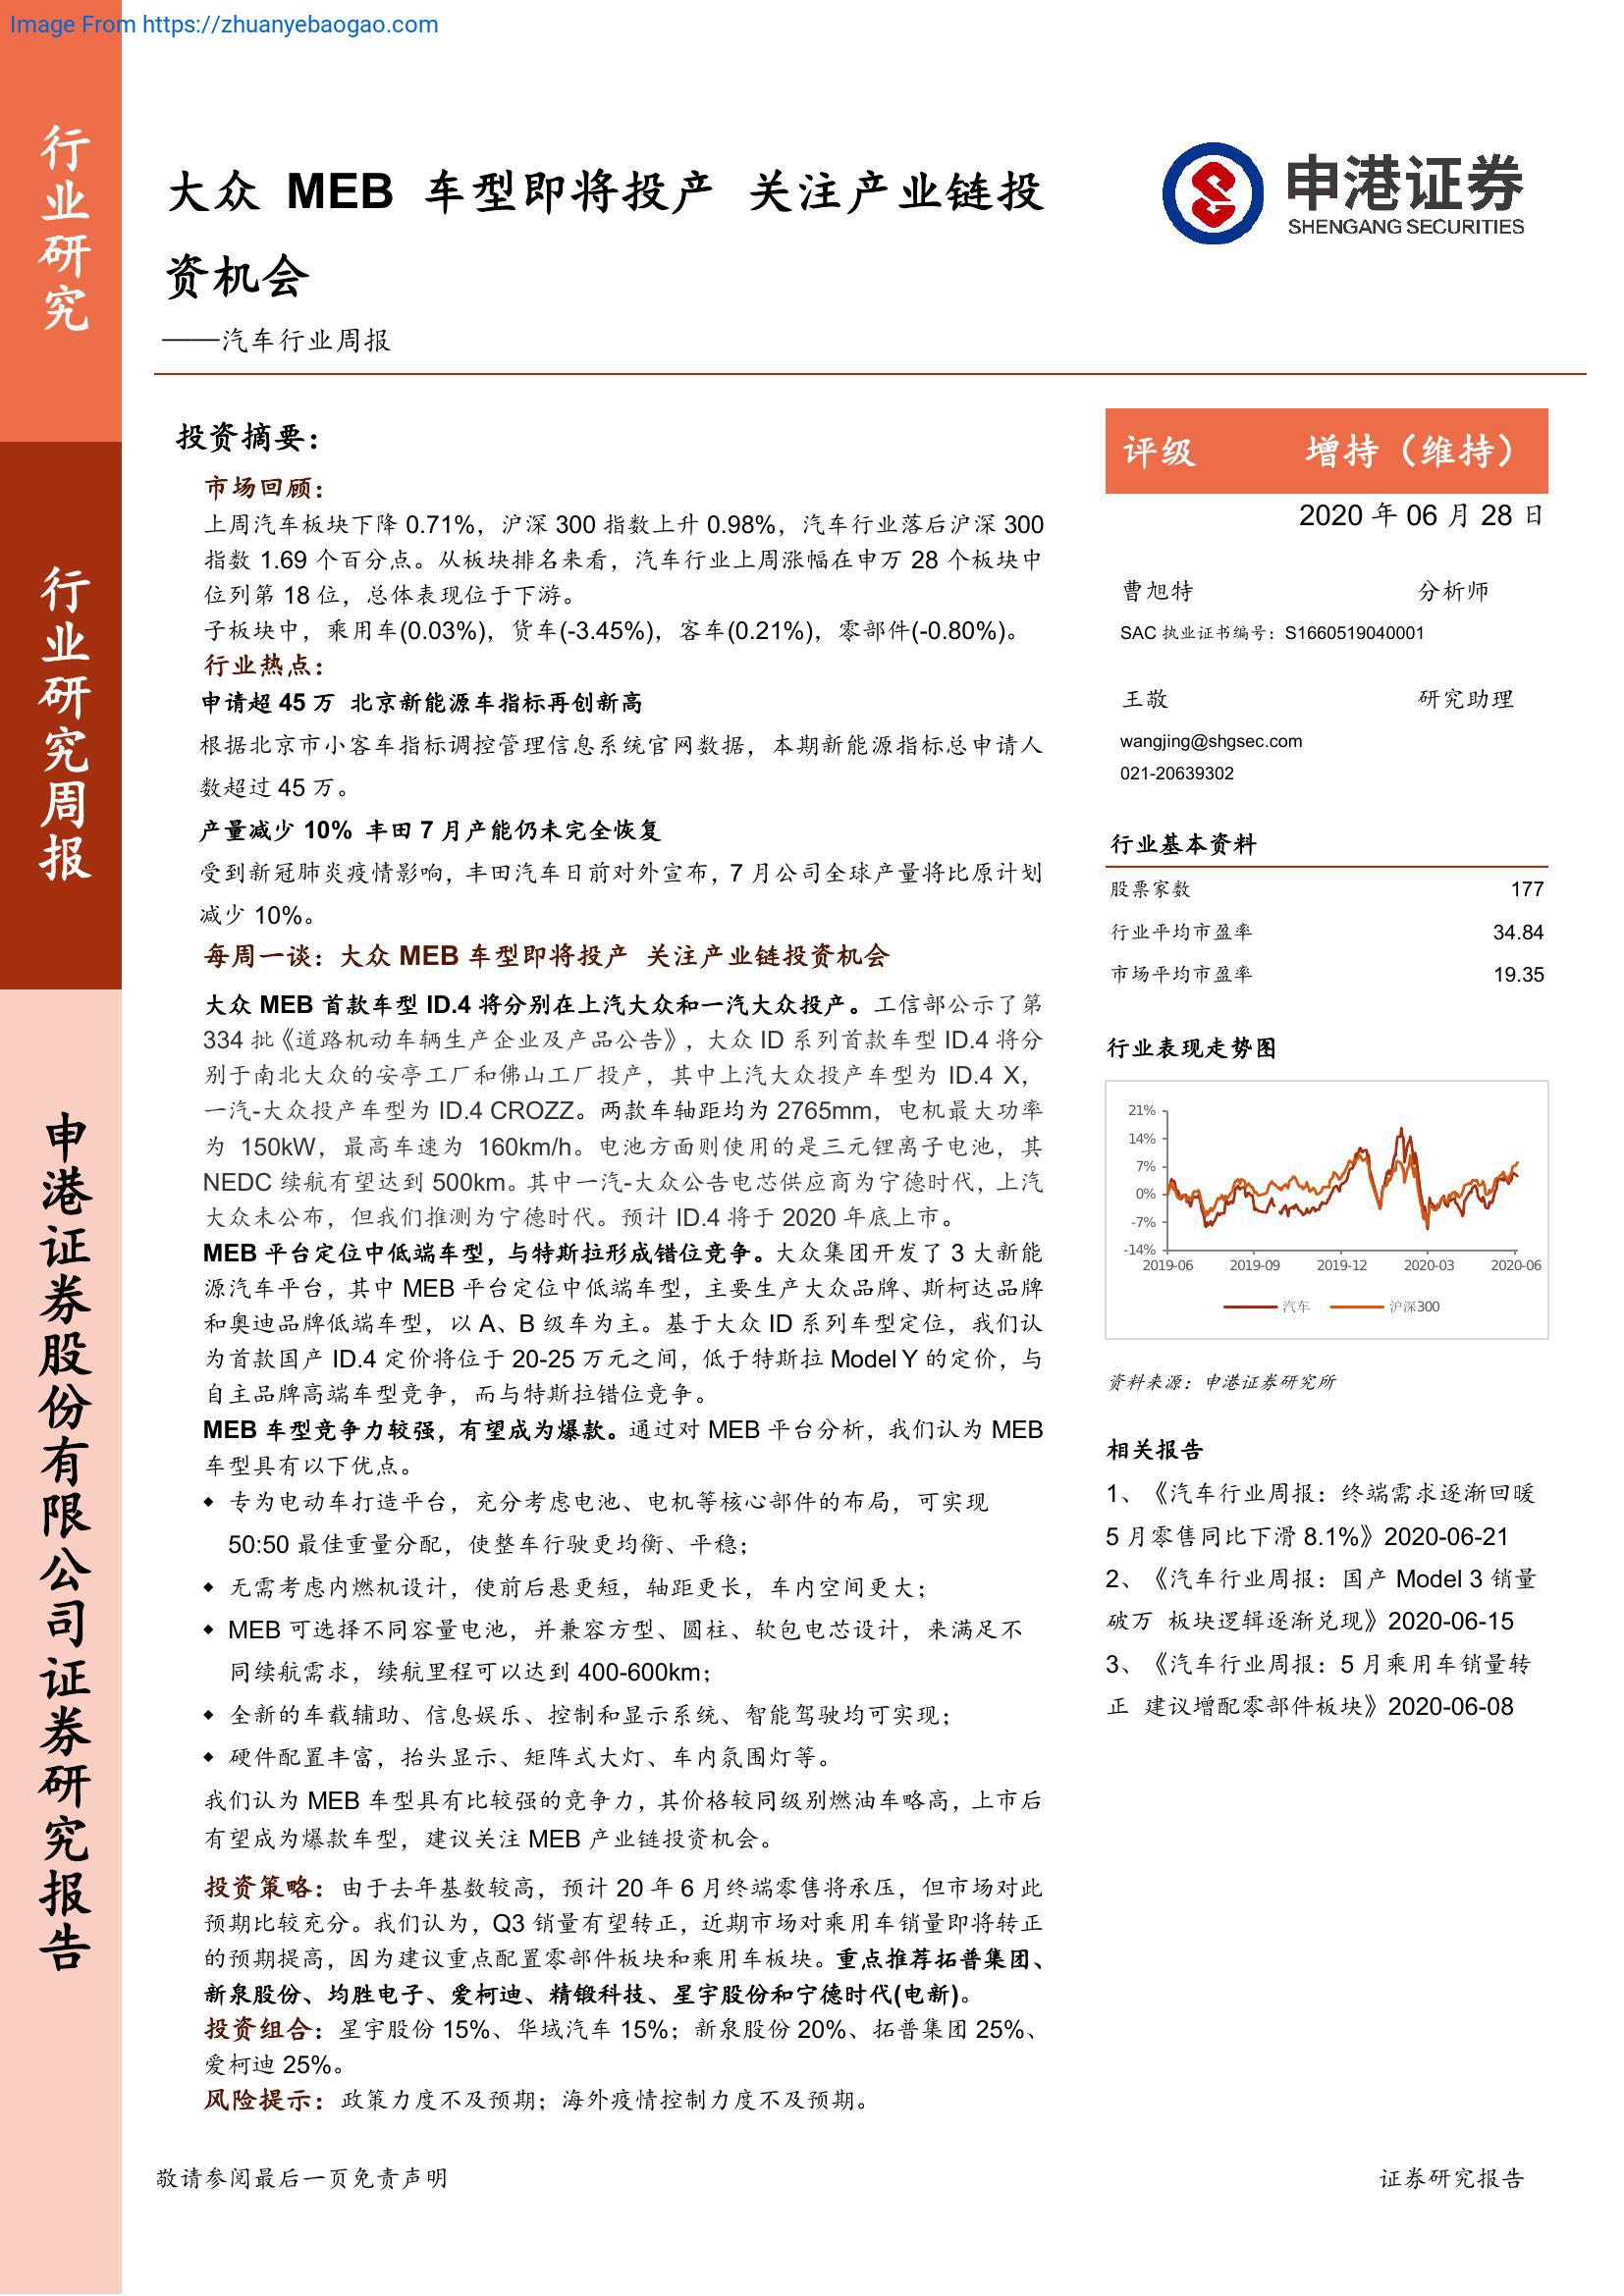 Image From https://zhuanyebaogao.com
行业研究
行业研究周报
申港证券股份有限公司证券研究报告
大众 MEB 车型即将投产 关注产业链投
资机会
——汽车行业周报
申港证券
SHENGANG SECURITIES
投资摘要：
市场回顾：
上周汽车板块下降 0.71%，沪深 300 指数上升 0.98%，汽车行业落后沪深 300
指数 1.69 个百分点。从板块排名来看，汽车行业上周涨幅在申万 28 个板块中
位列第 18 位，总体表现位于下游。
子板块中，乘用车(0.03%)，货车(-3.45%)，客车(0.21%)，零部件(-0.80%)。
行业热点：
申请超 45 万 北京新能源车指标再创新高
根据北京市小客车指标调控管理信息系统官网数据，本期新能源指标总申请人
数超过 45 万。
产量减少 10% 丰田 7 月产能仍未完全恢复
受到新冠肺炎疫情影响，丰田汽车日前对外宣布，7 月公司全球产量将比原计划
减少 10%。
每周一谈：大众 MEB 车型即将投产 关注产业链投资机会
大众 MEB 首款车型 ID.4 将分别在上汽大众和一汽大众投产。工信部公示了第
334 批《道路机动车辆生产企业及产品公告》，大众 ID 系列首款车型 ID.4 将分
别于南北大众的安亭工厂和佛山工厂投产，其中上汽大众投产车型为 ID.4 X，
一汽-大众投产车型为 ID.4 CROZZ。两款车轴距均为 2765mm，电机最大功率
为 150kW，最高车速为 160km/h。电池方面则使用的是三元锂离子电池，其
NEDC 续航有望达到 500km。其中一汽-大众公告电芯供应商为宁德时代，上汽
大众未公布，但我们推测为宁德时代。预计 ID.4 将于 2020 年底上市。
MEB 平台定位中低端车型，与特斯拉形成错位竞争。大众集团开发了 3 大新能
源汽车平台，其中 MEB 平台定位中低端车型，主要生产大众品牌、斯柯达品牌
和奥迪品牌低端车型，以 A、B 级车为主。基于大众 ID 系列车型定位，我们认
为首款国产 ID.4 定价将位于 20-25 万元之间，低于特斯拉 Model Y 的定价，与
自主品牌高端车型竞争，而与特斯拉错位竞争。
MEB 车型竞争力较强，有望成为爆款。通过对 MEB 平台分析，我们认为 MEB
车型具有以下优点。
◆ 专为电动车打造平台，充分考虑电池、电机等核心部件的布局，可实现
50:50 最佳重量分配，使整车行驶更均衡、平稳；
◆ 无需考虑内燃机设计，使前后悬更短，轴距更长，车内空间更大；
◆ MEB 可选择不同容量电池，并兼容方型、圆柱、软包电芯设计，来满足不
同续航需求，续航里程可以达到 400-600km；
◆ 全新的车载辅助、信息娱乐、控制和显示系统、智能驾驶均可实现；
◆ 硬件配置丰富，抬头显示、矩阵式大灯、车内氛围灯等。
我们认为 MEB 车型具有比较强的竞争力，其价格较同级别燃油车略高，上市后
有望成为爆款车型，建议关注 MEB 产业链投资机会。
投资策略：由于去年基数较高，预计 20 年 6 月终端零售将承压，但市场对此
预期比较充分。我们认为，Q3 销量有望转正，近期市场对乘用车销量即将转正
的预期提高，因为建议重点配置零部件板块和乘用车板块。重点推荐拓普集团、
新泉股份、均胜电子、爱柯迪、精锻科技、星宇股份和宁德时代(电新)。
投资组合：星宇股份 15%、华域汽车 15%；新泉股份 20%、拓普集团 25%、
爱柯迪 25%。
风险提示：政策力度不及预期；海外疫情控制力度不及预期。
评级 增持（维持）
2020 年 06 月 28 日
曹旭特 分析师
SAC 执业证书编号：S1660519040001
王敬 研究助理
wangjing@shgsec.com
021-20639302
行业基本资料
股票家数 177
行业平均市盈率 34.84
市场平均市盈率 19.35
行业表现走势图
21%
14%
7%
0%
-7%
-14%
2019-06 2019-09 2019-12 2020-03 2020-06
汽车 沪深300
资料来源：申港证券研究所
相关报告
1、《汽车行业周报：终端需求逐渐回暖
5 月零售同比下滑 8.1%》2020-06-21
2、《汽车行业周报：国产 Model 3 销量
破万 板块逻辑逐渐兑现》2020-06-15
3、《汽车行业周报：5 月乘用车销量转
正 建议增配零部件板块》2020-06-08
敬请参阅最后一页免责声明 证券研究报告